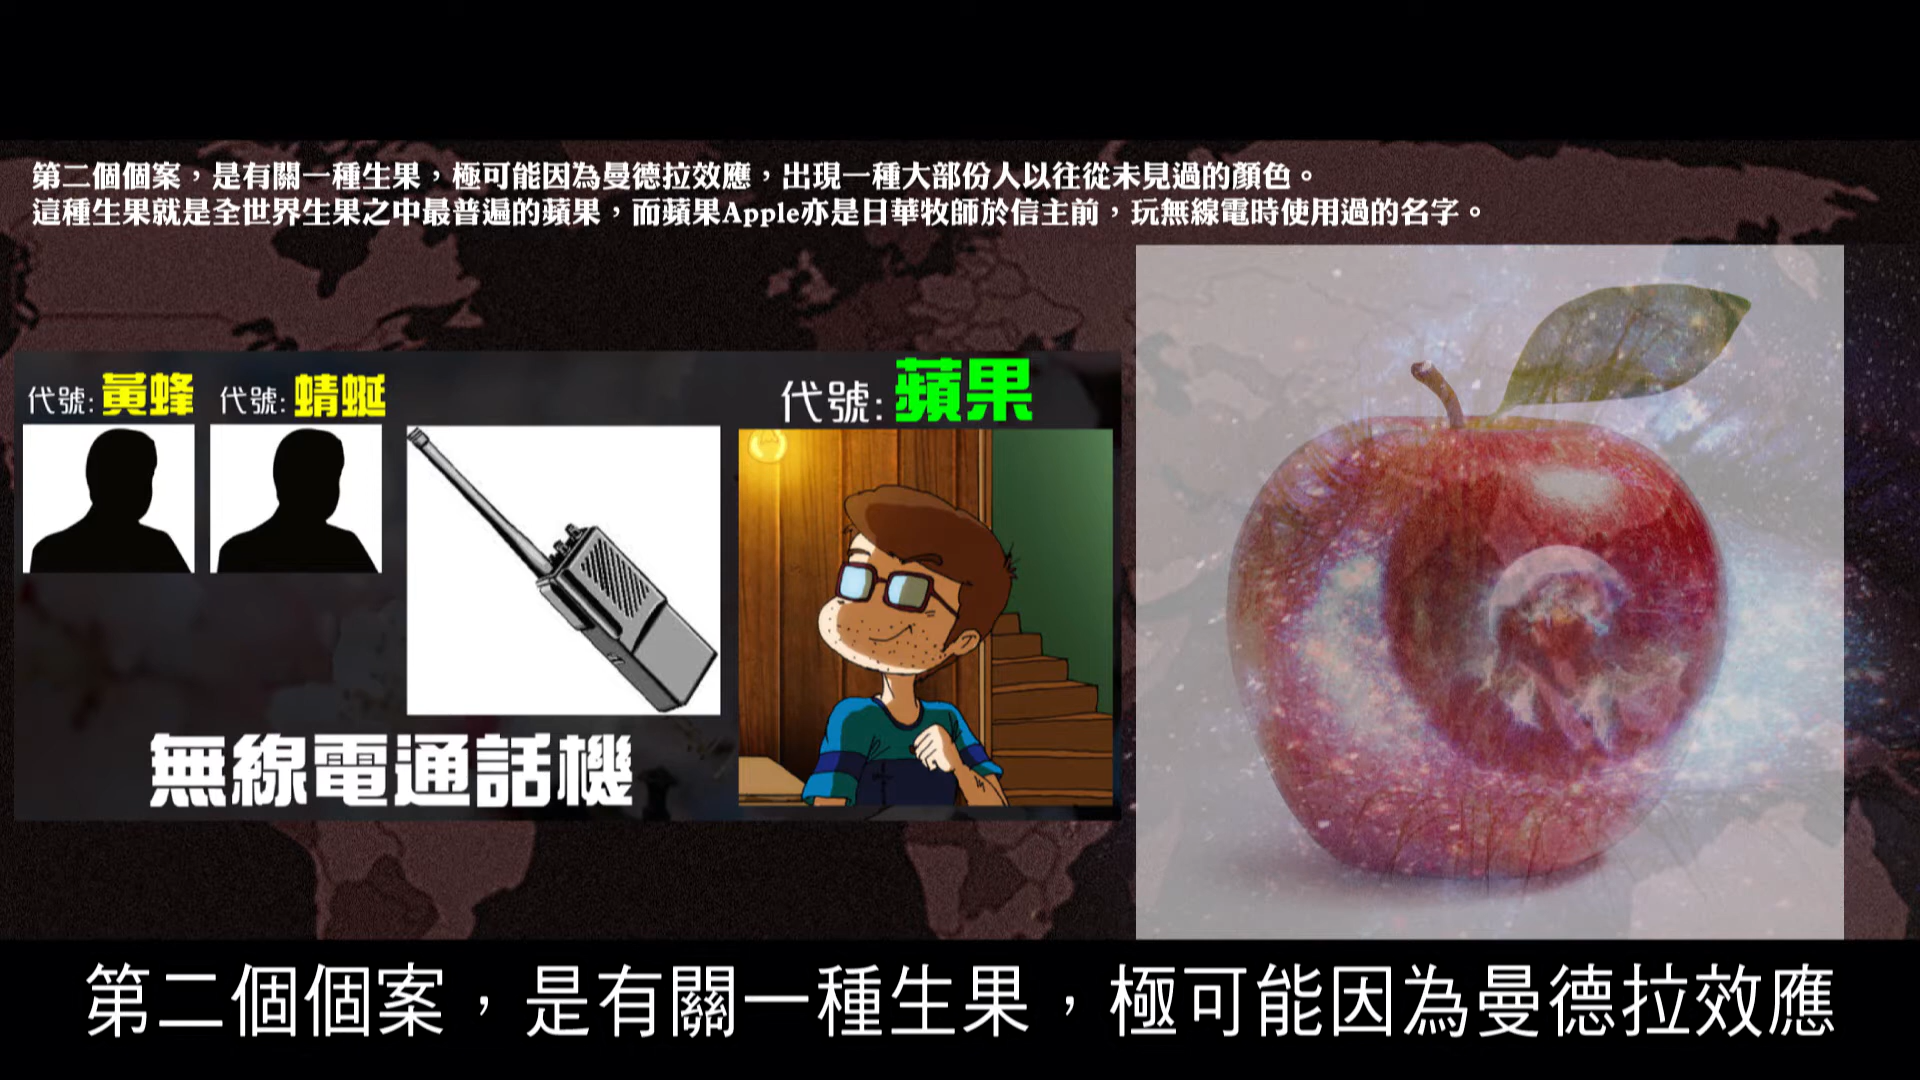 第二個個案，是有關一種生果，極可能因為曼德拉效應，出現一種大部份人以往從未見過的顏色。
這種生果就是全世界生果之中最普遍的蘋果，而蘋果Apple亦是日華牧師於信主前，玩無線電時使用過的名字。
代號:黃蜂
代號:蜻蜓
代號:蘋果
無線電通話機
第二個個案，是有關一種生果，極可能因為曼德拉效應